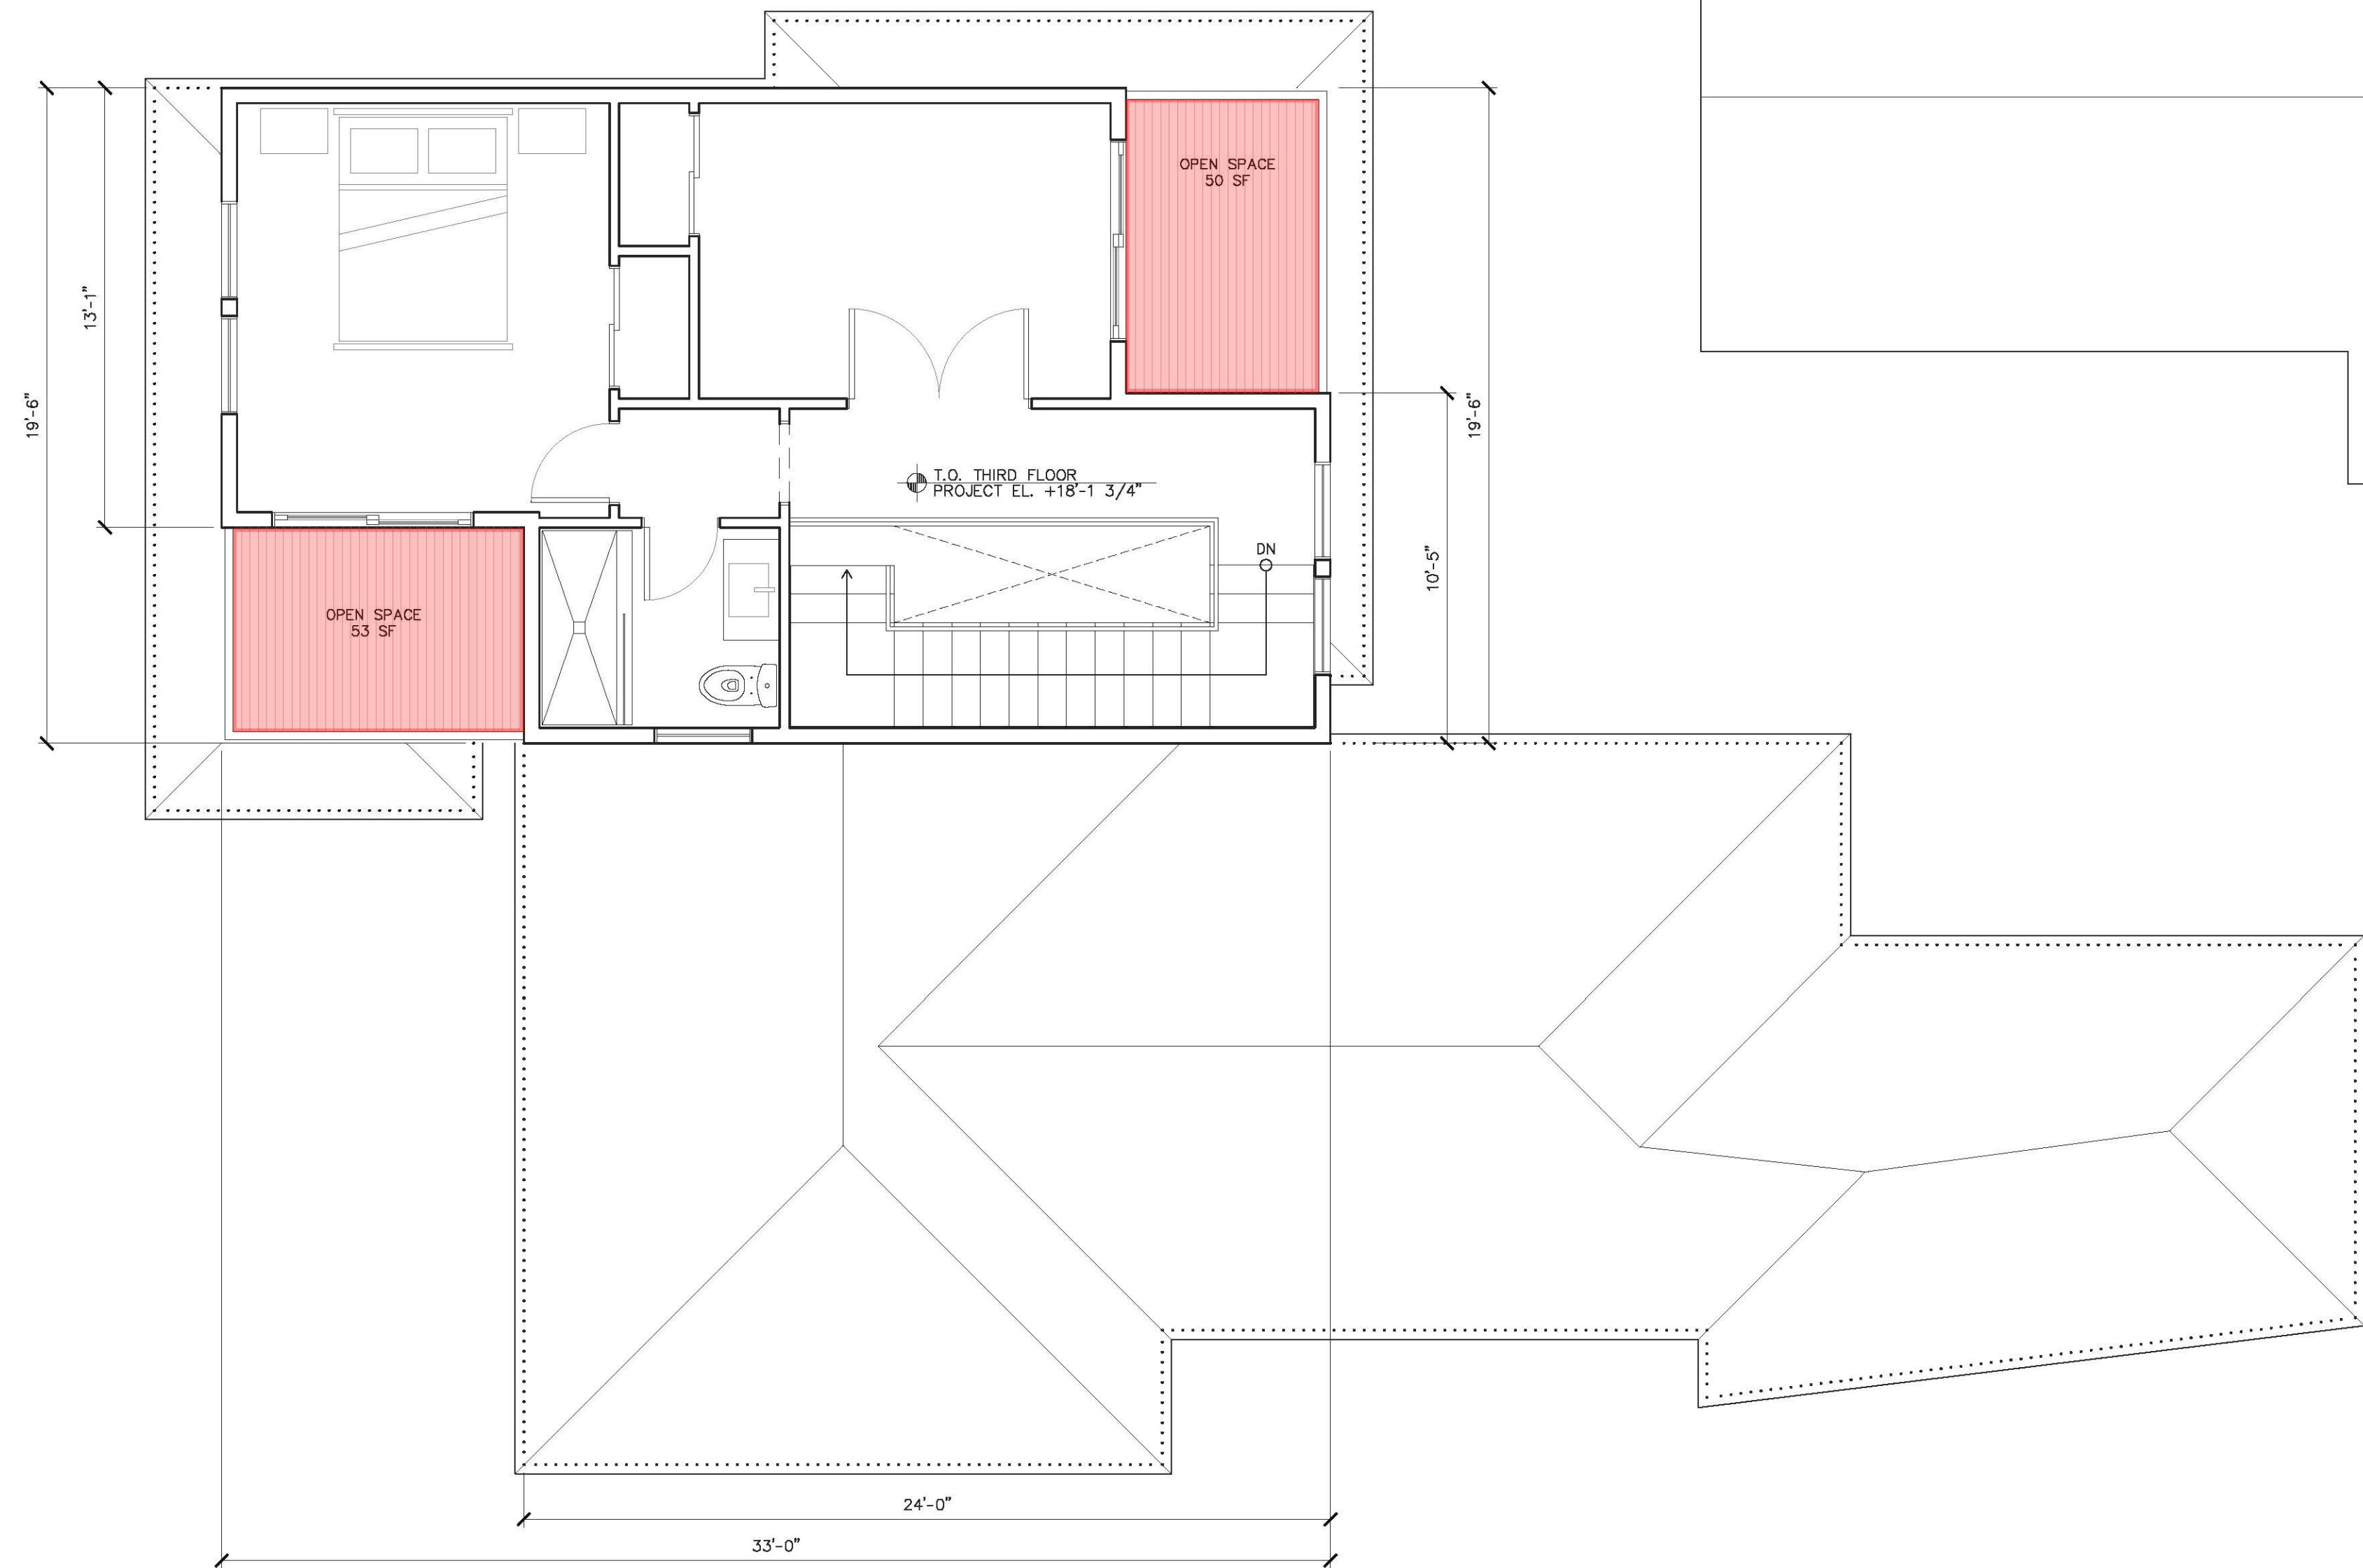 OPEN SPACE
50 SF
13'-1"
19'-6"
19'-6"
T.O. THIRD FLOOR
PROJECT EL. +18'-1 3/4"
DN
10'-5"
OPEN SPACE
53 SF
24'-0"
33'-0"